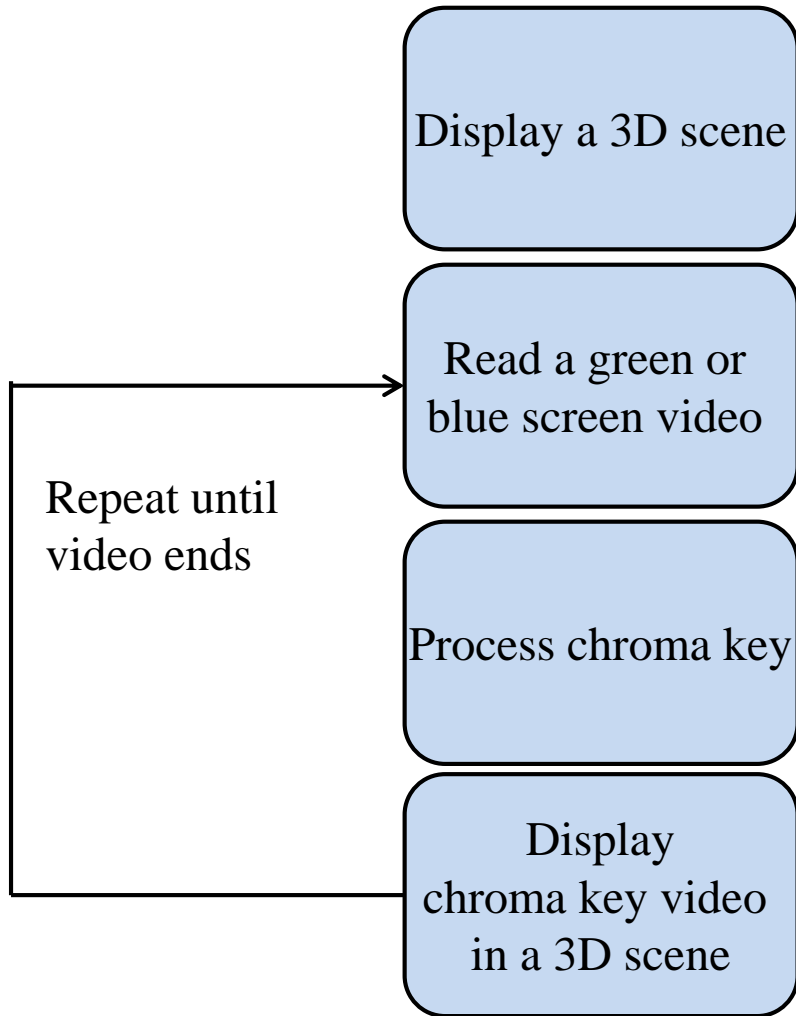 Display a 3D scene
Read a green or
blue screen video
Repeat until
video ends
Process chroma key
Display
chroma key video
in a 3D scene